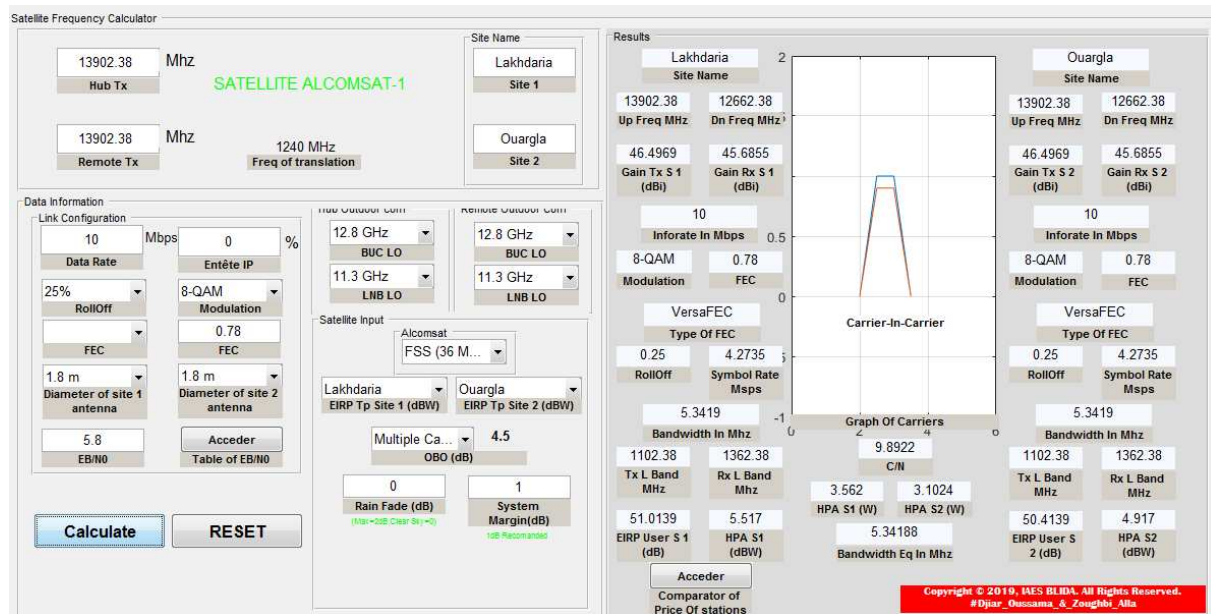 Satellite Frequency Calculator
13902.38 Mhz
Hub Tx
SATELLITE ALCOMSAT-1
13902.38 Mhz
Remote Tx
1240 MHz
Freq of translation
Site Name
Lakhdaria
Site 1
Ouargla
Site 2
Data Information
Link Configuration
10 Mbps
Data Rate
0 %
Entête IP
25%
RollOff
8-QAM
Modulation
FEC
0.78
FEC
1.8 m
Diameter of site 1
antenna
1.8 m
Diameter of site 2
antenna
5.8
EB/N0
Acceder
Table of EB/N0
Calculate
RESET
Hub Outdoor Com
12.8 GHz
BUC LO
11.3 GHz
LNB LO
Remote Outdoor Com
12.8 GHz
BUC LO
11.3 GHz
LNB LO
Satellite Input
Alcomsat
FSS (36 M...
Lakhdaria
EIRP Tp Site 1 (dBW)
Ouargla
EIRP Tp Site 2 (dBW)
Multiple Ca... 4.5
OBO (dB)
0
Rain Fade (dB)
1
System
Margin(dB)
1dB Recomanded
Results
Lakhdaria
Site Name
13902.38
Up Freq MHz
12662.38
Dn Freq MHz
46.4969
Gain Tx S 1
(dBi)
45.6855
Gain Rx S 1
(dBi)
10
Inforate In Mbps
8-QAM
Modulation
0.78
FEC
VersaFEC
Type Of FEC
0.25
RollOff
4.2735
Symbol Rate
Msps
5.3419
Bandwidth In Mhz
1102.38
Tx L Band
MHz
1362.38
Rx L Band
Mhz
51.0139
EIRP User S 1
(dB)
5.517
HPA S1
(dBW)
Acceder
Comparator of
Price Of stations
2
0.5
0
-1
Carrier-In-Carrier
Graph Of Carriers
0 2 4 6
9.8922
C/N
3.562
HPA S1 (W)
3.1024
HPA S2 (W)
5.34188
Bandwidth Eq In Mhz
Ouargla
Site Name
13902.38
Up Freq MHz
12662.38
Dn Freq MHz
46.4969
Gain Tx S 2
(dBi)
45.6855
Gain Rx S 2
(dBi)
10
Inforate In Mbps
8-QAM
Modulation
0.78
FEC
VersaFEC
Type Of FEC
0.25
RollOff
4.2735
Symbol Rate
Msps
5.3419
Bandwidth In Mhz
1102.38
Tx L Band
MHz
1362.38
Rx L Band
MHz
50.4139
EIRP User S
2 (dB)
4.917
HPA S2
(dBW)
Copyright © 2019, IAES BLIDA. All Rights Reserved.
#Djiar_Oussama_&_Zoughbi_Alla